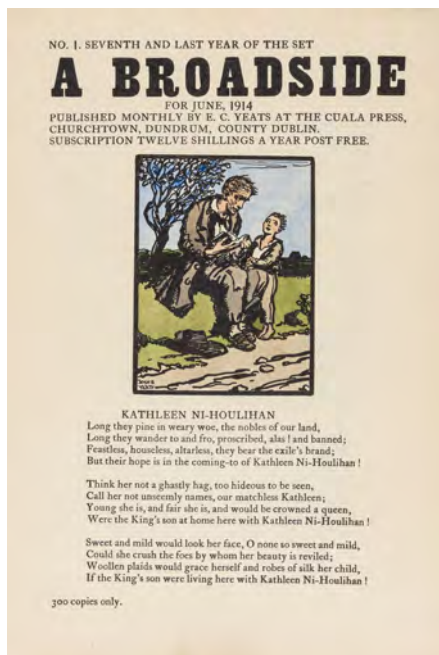 NO. 1. SEVENTH AND LAST YEAR OF THE SET
A BROADSIDE
FOR JUNE, 1914
PUBLISHED MONTHLY BY E. C. YEATS AT THE CUALA PRESS,
CHURCHTOWN, DUNDRUM, COUNTY DUBLIN.
SUBSCRIPTION TWELVE SHILLINGS A YEAR POST FREE.
KATHLEEN NI-HOULIHAN
Long they pine in weary woe, the nobles of our land,
Long they wander to and fro, proscribed, alas ! and banned;
Feastless, houseless, altarless, they bear the exile's brand;
But their hope is in the coming-to of Kathleen Ni-Houlihan !
Think her not a ghastly hag, too hideous to be seen,
Call her not unseemly names, our matchless Kathleen;
Young she is, and fair she is, and would be crowned a queen,
Were the King's son at home here with Kathleen Ni-Houlihan !
Sweet and mild would look her face, O none so sweet and mild,
Could she crush the foes by whom her beauty is reviled;
Woollen plaids would grace herself and robes of silk her child,
If the King's son were living here with Kathleen Ni-Houlihan !
300 copies only.